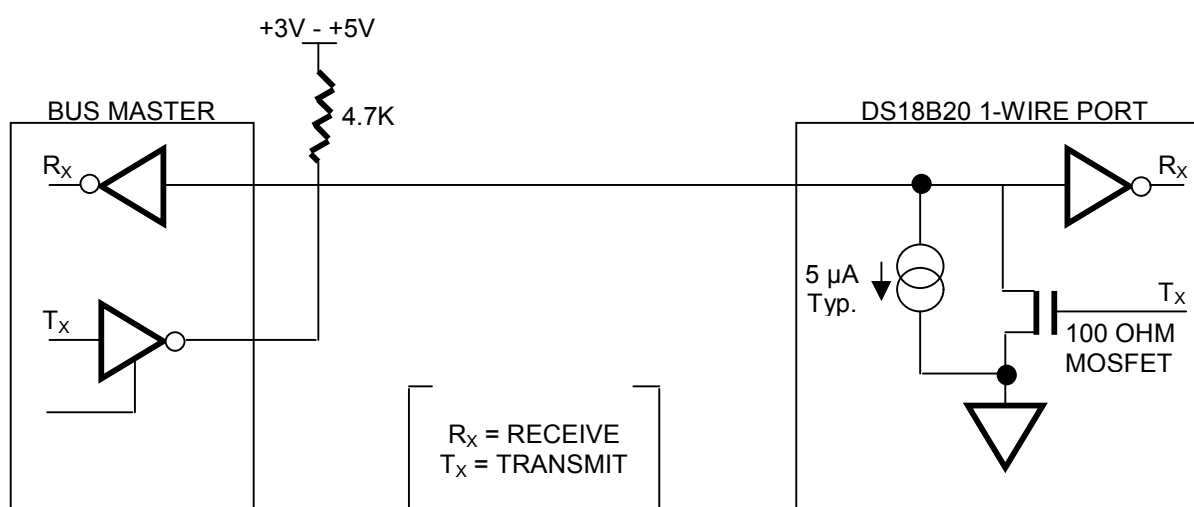 +3V - +5V
4.7K
BUS MASTER
DS18B20 1-WIRE PORT
RX
RX
5 µA
Typ.
TX
TX
100 OHM
MOSFET
RX = RECEIVE
TX = TRANSMIT